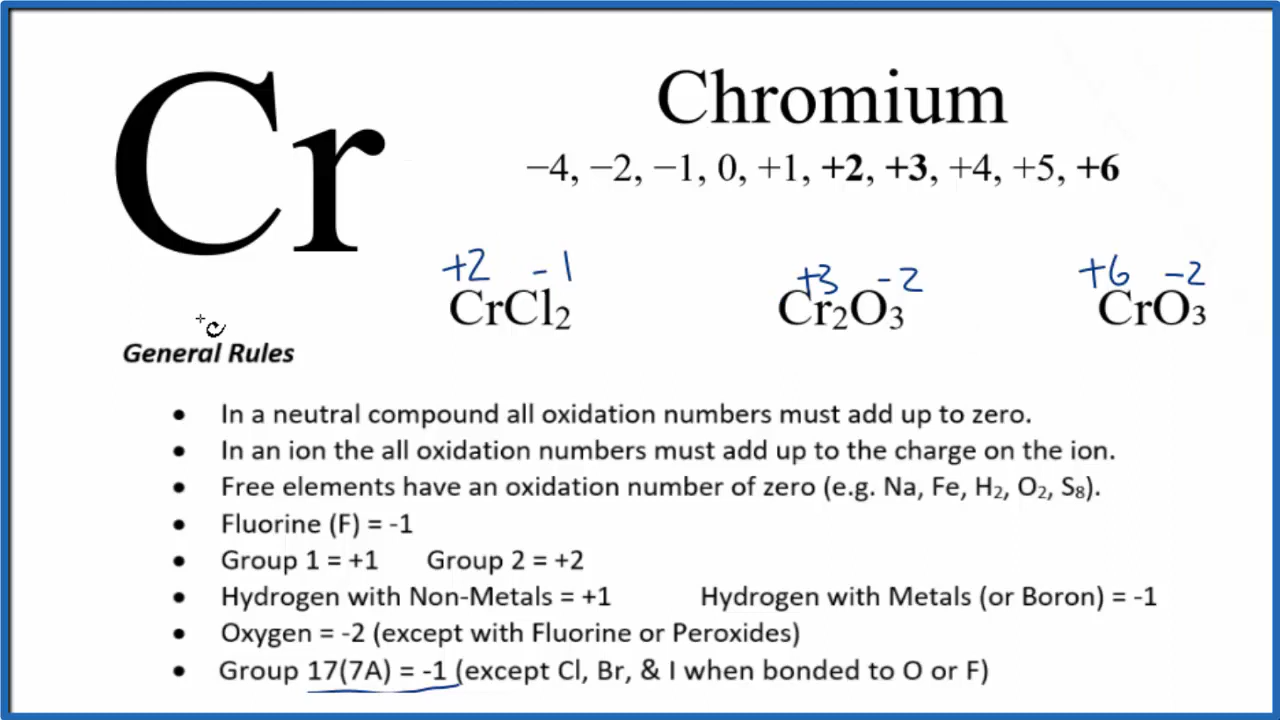 Cr
Chromium
−4, −2, −1, 0, +1, +2, +3, +4, +5, +6
+2 -1 +3 -2 +6 -2
CrCl₂ Cr₂O₃ CrO₃
General Rules
• In a neutral compound all oxidation numbers must add up to zero.
• In an ion the all oxidation numbers must add up to the charge on the ion.
• Free elements have an oxidation number of zero (e.g. Na, Fe, H₂, O₂, S₈).
• Fluorine (F) = -1
• Group 1 = +1 Group 2 = +2
• Hydrogen with Non-Metals = +1 Hydrogen with Metals (or Boron) = -1
• Oxygen = -2 (except with Fluorine or Peroxides)
• Group 17(7A) = -1 (except Cl, Br, & I when bonded to O or F)